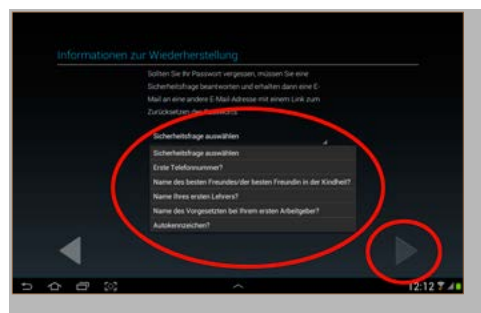 Informationen zur Wiederherstellung
Sollten Sie Ihr Passwort vergessen, müssen Sie eine
Sicherheitsfrage beantworten und erhalten dann eine E-
Mail an eine andere E-Mail-Adresse mit einem Link zum
Zurücksetzen des Passworts.
Sicherheitsfrage auswählen
Sicherheitsfrage auswählen
Erste Telefonnummer?
Name des besten Freundes/der besten Freundin in der Kindheit?
Name Ihres ersten Lehrers?
Name des Vorgesetzten bei Ihrem ersten Arbeitgeber?
Autokennzeichen?
12:12